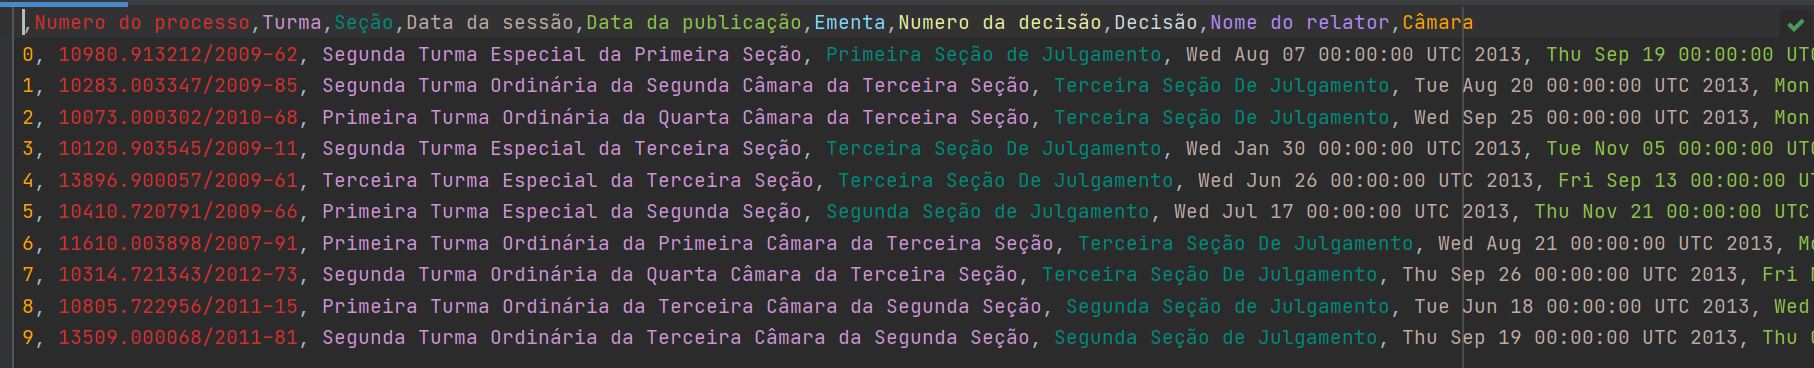 ,Numero do processo,Turma,Seção,Data da sessão,Data da publicação,Ementa,Numero da decisão,Decisão,Nome do relator,Câmara
0, 10980.913212/2009-62, Segunda Turma Especial da Primeira Seção, Primeira Seção de Julgamento, Wed Aug 07 00:00:00 UTC 2013, Thu Sep 19 00:00:00 UTC
1, 10283.003347/2009-85, Segunda Turma Ordinária da Segunda Câmara da Terceira Seção, Terceira Seção De Julgamento, Tue Aug 20 00:00:00 UTC 2013, Mon
2, 10073.000302/2010-68, Primeira Turma Ordinária da Quarta Câmara da Terceira Seção, Terceira Seção De Julgamento, Wed Sep 25 00:00:00 UTC 2013, Mon
3, 10120.903545/2009-11, Segunda Turma Especial da Terceira Seção, Terceira Seção De Julgamento, Wed Jan 30 00:00:00 UTC 2013, Tue Nov 05 00:00:00 UTC
4, 13896.900057/2009-61, Terceira Turma Especial da Terceira Seção, Terceira Seção De Julgamento, Wed Jun 26 00:00:00 UTC 2013, Fri Sep 13 00:00:00
5, 10410.720791/2009-66, Primeira Turma Especial da Segunda Seção, Segunda Seção de Julgamento, Wed Jul 17 00:00:00 UTC 2013, Thu Nov 21 00:00:00 UTC
6, 11610.003898/2007-91, Primeira Turma Ordinária da Primeira Câmara da Terceira Seção, Terceira Seção De Julgamento, Wed Aug 21 00:00:00 UTC 2013,
7, 10314.721343/2012-73, Segunda Turma Ordinária da Quarta Câmara da Terceira Seção, Terceira Seção De Julgamento, Thu Sep 26 00:00:00 UTC 2013, Fri
8, 10805.722956/2011-15, Primeira Turma Ordinária da Terceira Câmara da Segunda Seção, Segunda Seção de Julgamento, Tue Jun 18 00:00:00 UTC 2013, Wed
9, 13509.000068/2011-81, Segunda Turma Ordinária da Terceira Câmara da Segunda Seção, Segunda Seção de Julgamento, Thu Sep 19 00:00:00 UTC 2013, Thu